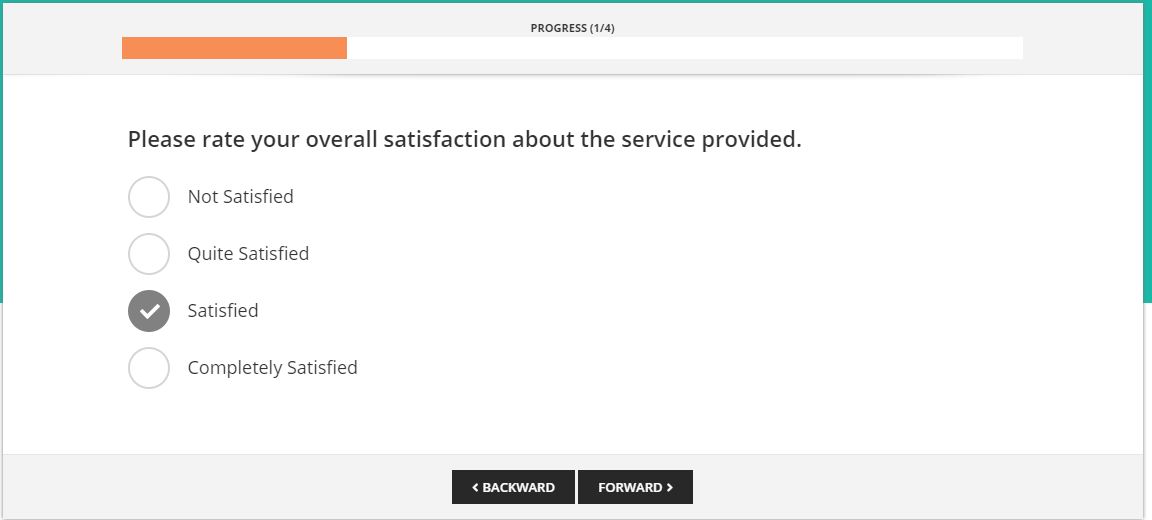 PROGRESS (1/4)
Please rate your overall satisfaction about the service provided.
Not Satisfied
Quite Satisfied
Satisfied
Completely Satisfied
BACKWARD FORWARD